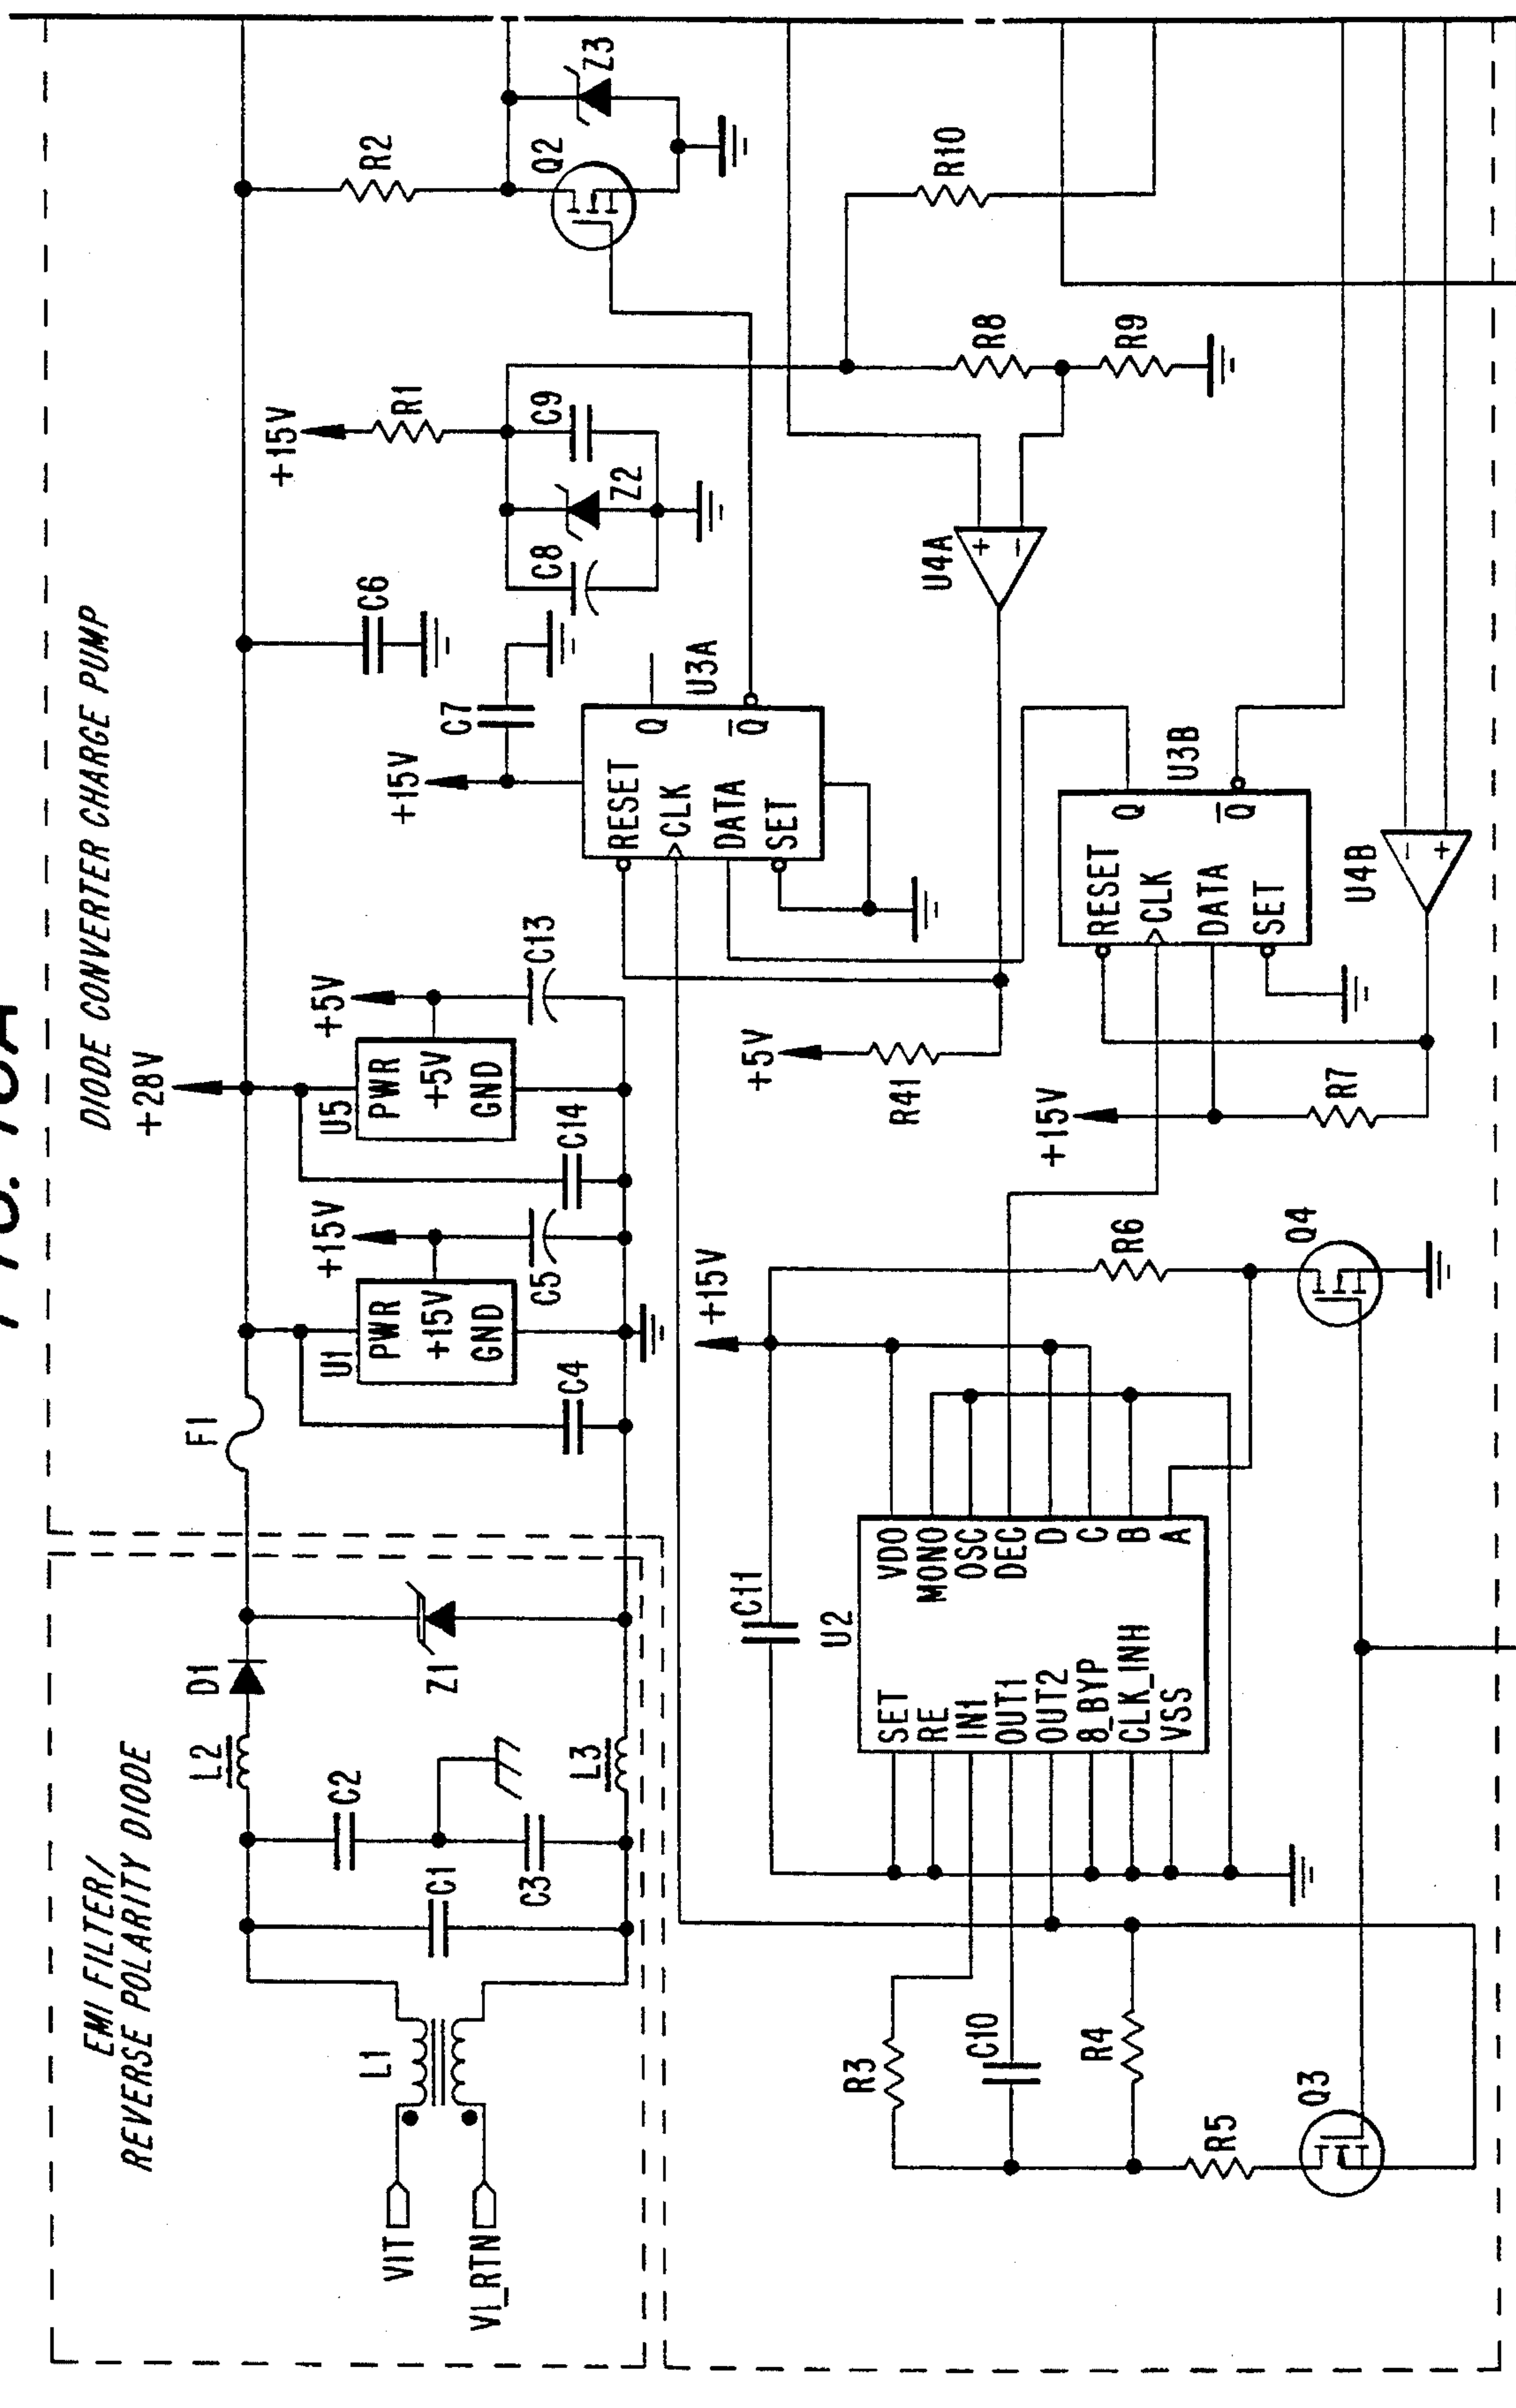 EMI FILTER/
REVERSE POLARITY DIODE
VIT
VI_RTN
L1
C1
C2
C3
L2
L3
D1
Z1
F1
DIODE CONVERTER CHARGE PUMP
+28V
U1
PWR
+15V
GND
C4
+15V
C5
U5
PWR
+5V
GND
C14
+5V
C13
C6
R2
Q2
Z3
+15V
C7
+15V
R1
C8
Z2
C9
U3A
RESET
CLK
DATA
SET
Q
Q
R10
R8
R9
U4A
+
-
+5V
R41
U3B
RESET
CLK
DATA
SET
Q
Q
U4B
-
+
+15V
R7
+15V
C11
U2
SET
RE
IN1
OUT1
OUT2
8_BYP
CLK_INH
VSS
VDO
MONO
OSC
DEC
D
C
B
A
R6
Q4
R3
C10
R4
R5
Q3